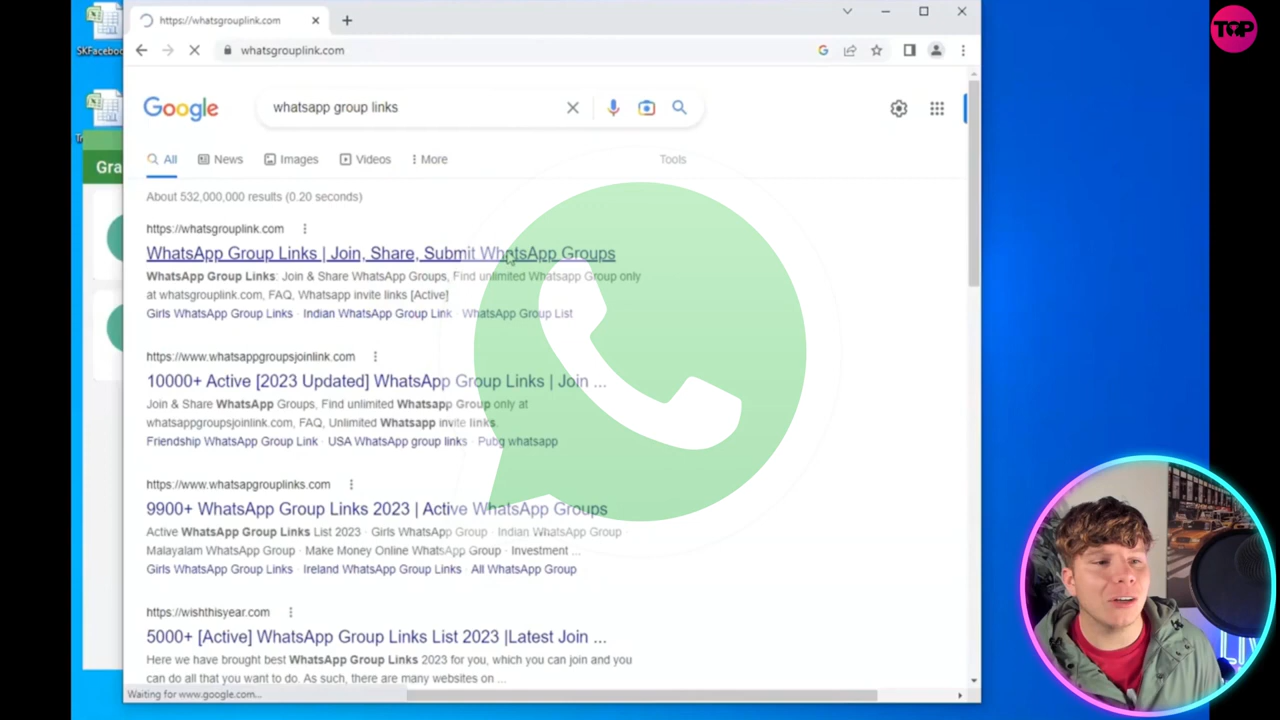 https://whatsgrouplink.com
whatsgrouplink.com
TOP
SKFaceboo
Gra
Google
whatsapp group links
All
News
Images
Videos
More
Tools
About 532,000,000 results (0.20 seconds)
https://whatsgrouplink.com
WhatsApp Group Links | Join, Share, Submit WhatsApp Groups
WhatsApp Group Links: Join & Share WhatsApp Groups, Find unlimited Whatsapp Group only
at whatsgrouplink.com, FAQ, Whatsapp invite links [Active]
Girls WhatsApp Group Links · Indian WhatsApp Group Link · WhatsApp Group List
https://www.whatsappgroupsjoinlink.com
10000+ Active [2023 Updated] WhatsApp Group Links | Join ...
Join & Share WhatsApp Groups, Find unlimited Whatsapp Group only at
whatsappgroupsjoinlink.com, FAQ, Unlimited Whatsapp invite links.
Friendship WhatsApp Group Link · USA WhatsApp group links · Pubg whatsapp
https://www.whatsapgrouplinks.com
9900+ WhatsApp Group Links 2023 | Active WhatsApp Groups
Active WhatsApp Group Links List 2023 · Girls WhatsApp Group · Indian WhatsApp Group ·
Malayalam WhatsApp Group · Make Money Online WhatsApp Group · Investment ...
Girls WhatsApp Group Links · Ireland WhatsApp Group Links · All WhatsApp Group
https://wishthisyear.com
5000+ [Active] WhatsApp Group Links List 2023 |Latest Join ...
Here we have brought best WhatsApp Group Links 2023 for you, which you can join and you
can do all that you want to do. As such, there are many websites on ...
Waiting for www.google.com...